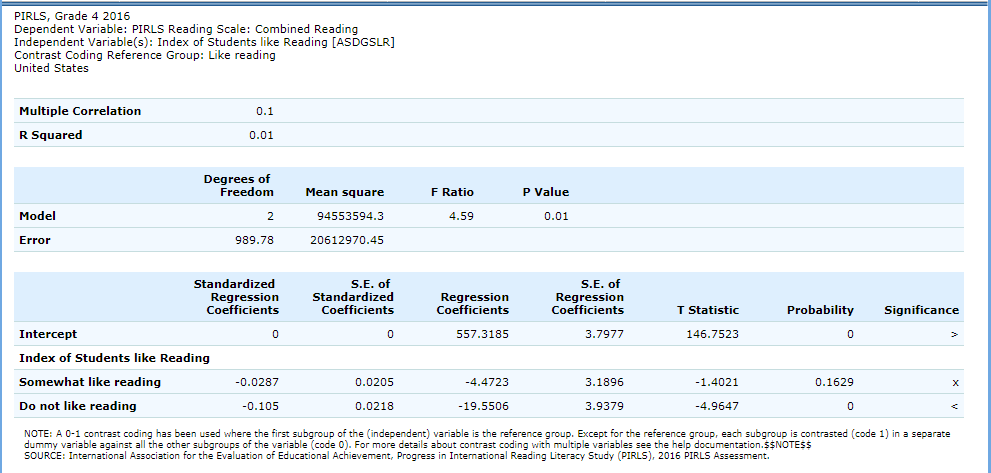 PIRLS, Grade 4 2016
Dependent Variable: PIRLS Reading Scale: Combined Reading
Independent Variable(s): Index of Students like Reading [ASDGSLR]
Contrast Coding Reference Group: Like reading
United States
Multiple Correlation 0.1
R Squared 0.01
Degrees of
Freedom Mean square F Ratio P Value
Model 2 94553594.3 4.59 0.01
Error 989.78 20612970.45
Standardized S.E. of S.E. of
Regression Standardized Regression Regression
Coefficients Coefficients Coefficients Coefficients T Statistic Probability Significance
Intercept 0 0 557.3185 3.7977 146.7523 0 >
Index of Students like Reading
Somewhat like reading -0.0287 0.0205 -4.4723 3.1896 -1.4021 0.1629 x
Do not like reading -0.105 0.0218 -19.5506 3.9379 -4.9647 0 <
NOTE: A 0-1 contrast coding has been used where the first subgroup of the (independent) variable is the reference group. Except for the reference group, each subgroup is contrasted (code 1) in a separate
dummy variable against all the other subgroups of the variable (code 0). For more details about contrast coding with multiple variables see the help documentation.$$NOTE$$
SOURCE: International Association for the Evaluation of Educational Achievement, Progress in International Reading Literacy Study (PIRLS), 2016 PIRLS Assessment.